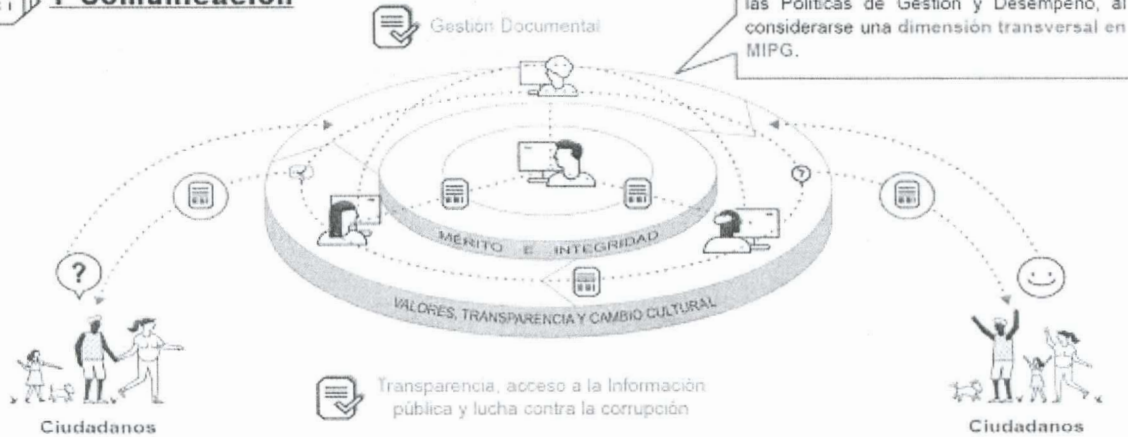 Y Comunicación
las Políticas de Gestión y Desempeño, al
considerarse una dimensión transversal en
MIPG.
Gestión Documental
?
?
MÉRITO E INTEGRIDAD
VALORES, TRANSPARENCIA Y CAMBIO CULTURAL
Transparencia, acceso a la Información
pública y lucha contra la corrupción
Ciudadanos
Ciudadanos